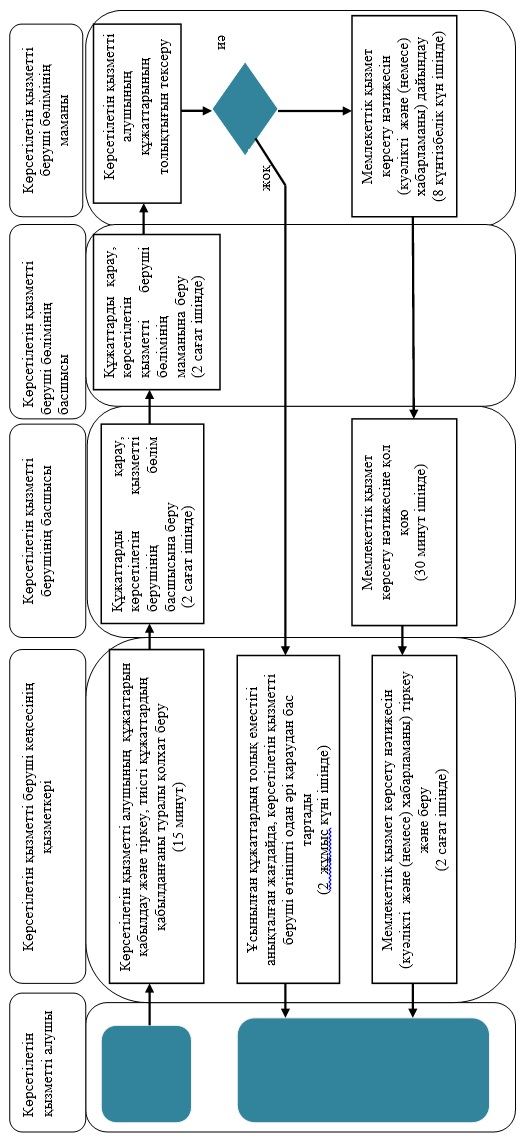 Көрсетілетін
қызметті алушы
Көрсетілетін қызметті беруші кеңсесінің
қызметкері
Көрсетілетін қызметті
берушінің басшысы
Көрсетілетін қызметті
беруші бөлімінің
басшысы
Көрсетілетін қызметті
беруші бөлімінің
маманы
Көрсетілетін қызметті алушының құжаттарын
қабылдау және тіркеу, тиісті құжаттардың
қабылданғаны туралы қолхат беру
(15 минут)
Құжаттарды қарау,
көрсетілетін қызметті
берушінің бөлім
басшысына беру
(2 сағат ішінде)
Құжаттарды қарау,
көрсетілетін
қызметті беруші
бөлімінің
маманына беру
(2 сағат ішінде)
Көрсетілетін қызметті
алушының
құжаттарының
толықтығын тексеру
иә
жоқ
Ұсынылған құжаттардың толық еместігі
анықталған жағдайда, көрсетілетін қызметті
беруші өтінішті одан әрі қараудан бас
тартады
(2 жұмыс күні ішінде)
Мемлекеттік қызмет
көрсету нәтижесін
(куәлікті және (немесе)
хабарламаны) дайындау
(8 күнтізбелік күн ішінде)
Мемлекеттік қызмет
көрсету нәтижесіне қол
қою
(30 минут ішінде)
Мемлекеттік қызмет көрсету нәтижесін
(куәлікті және (немесе) хабарламаны) тіркеу
және беру
(2 сағат ішінде)